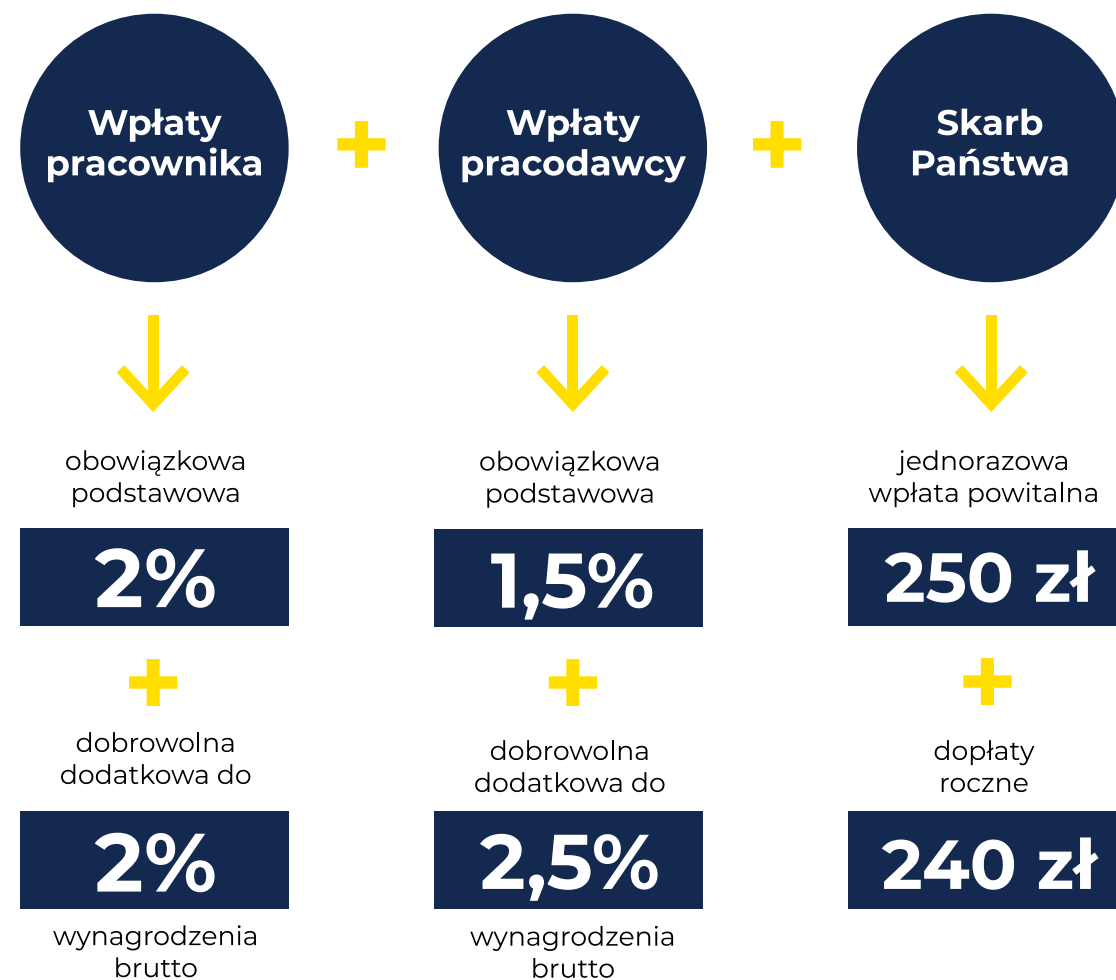 Wpłaty
pracownika
+
Wpłaty
pracodawcy
+
Skarb
Państwa
obowiązkowa
podstawowa
2%
+
dobrowolna
dodatkowa do
2%
wynagrodzenia
brutto
obowiązkowa
podstawowa
1,5%
+
dobrowolna
dodatkowa do
2,5%
wynagrodzenia
brutto
jednorazowa
wpłata powitalna
250 zł
+
dopłaty
roczne
240 zł